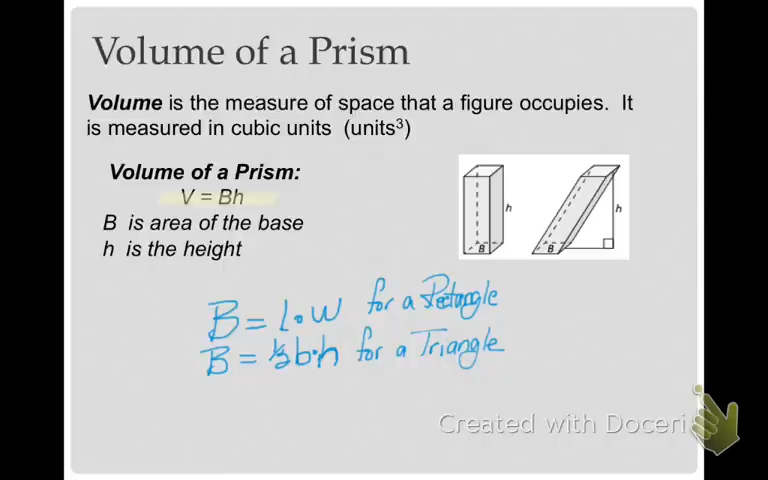 Volume of a Prism
Volume is the measure of space that a figure occupies. It
is measured in cubic units (units³)
Volume of a Prism:
V = Bh
B is area of the base
h is the height
h
B
h
B
B = L•W for a Rectangle
B = ½b•h for a Triangle
Created with Doceri